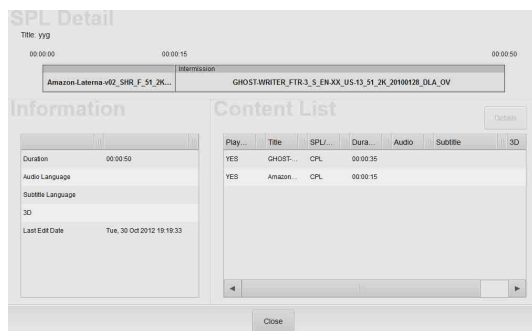 SPL Detail
Title: yyg
00:00:00 00:00:15 00:00:50
Intermission
Amazon-Laterna-v02_SHR_F_51_2K... GHOST-WRITER_FTR-3_S_EN-XX_US-13_51_2K_20100128_DLA_OV
Information
Duration 00:00:50
Audio Language
Subtitle Language
3D
Last Edit Date Tue, 30 Oct 2012 19:19:33
Content List
Details
Play... Title SPL/... Dura... Audio Subtitle 3D
YES GHOST-... CPL 00:00:35
YES Amazon... CPL 00:00:15
Close